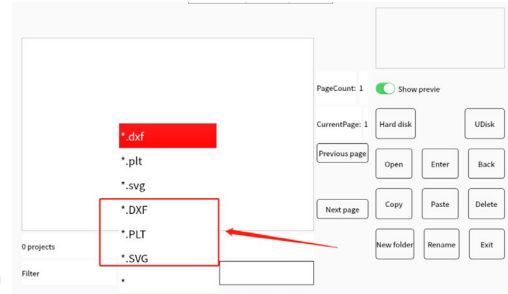 PageCount: 1
Show previe
*.dxf
CurrentPage: 1
Hard disk
UDisk
*.plt
Previous page
Open
Enter
Back
*.svg
*.DXF
Next page
Copy
Paste
Delete
*.PLT
0 projects
New folder
Rename
Exit
*.SVG
Filter
*